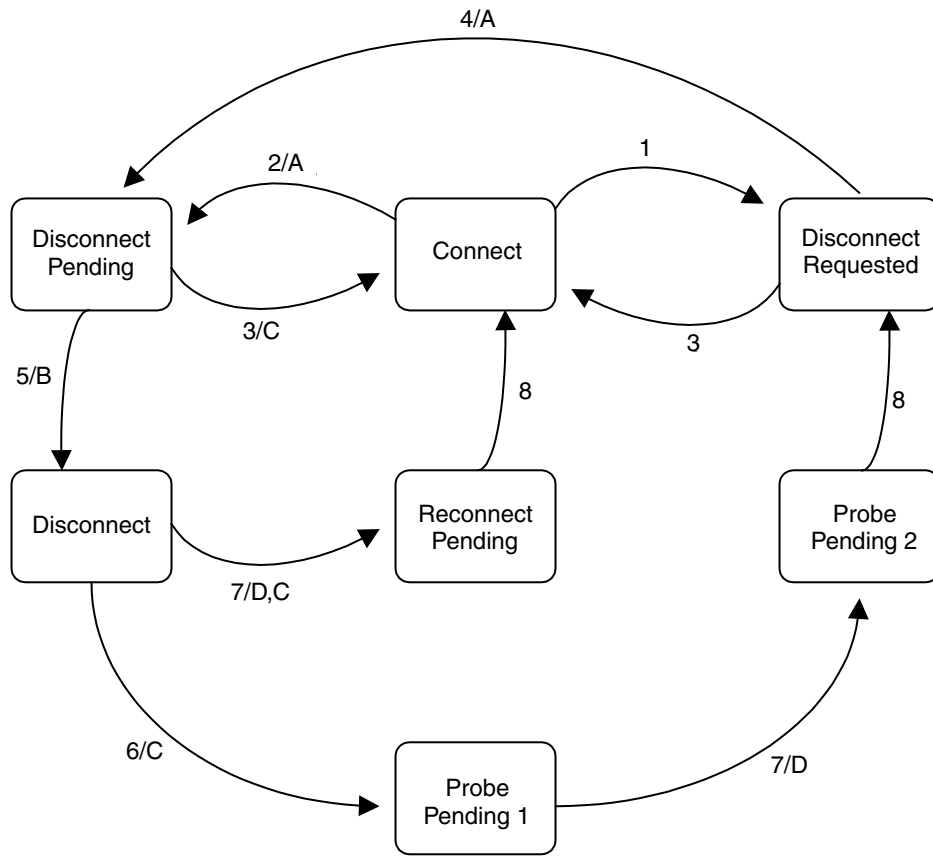 4/A
2/A
1
Disconnect
Pending
Connect
Disconnect
Requested
3/C
3
5/B
8
8
Disconnect
Reconnect
Pending
Probe
Pending 2
7/D,C
6/C
7/D
Probe
Pending 1